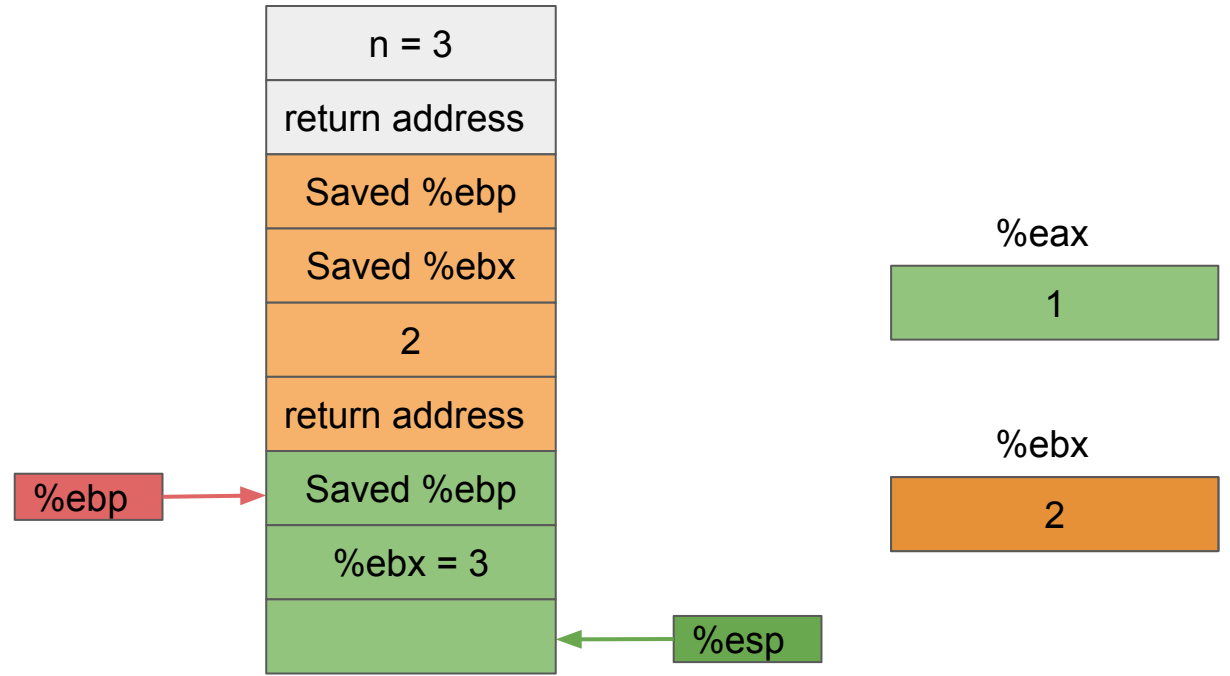 n = 3
return address
Saved %ebp
Saved %ebx
2
return address
Saved %ebp
%ebx = 3
%ebp
%esp
%eax
1
%ebx
2